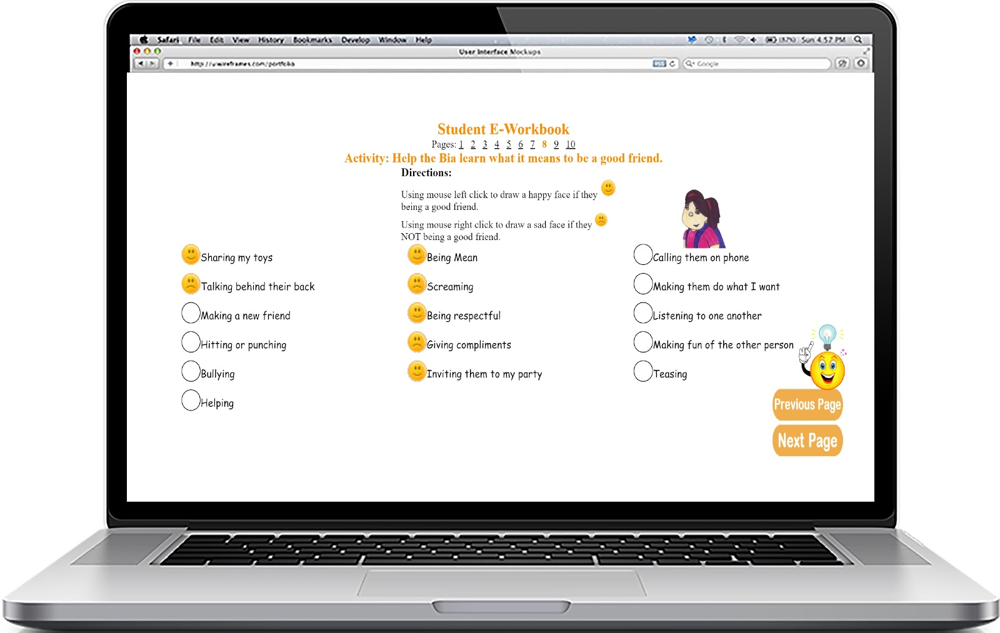 Safari File Edit View History Bookmarks Develop Window Help (37%) Sun 4:57 PM
User Interface Mockups
http://uiwireframes.com/portfolio RSS Google
Student E-Workbook
Pages: 1 2 3 4 5 6 7 8 9 10
Activity: Help the Bia learn what it means to be a good friend.
Directions:
Using mouse left click to draw a happy face if they
being a good friend.
Using mouse right click to draw a sad face if they
NOT being a good friend.
Sharing my toys
Talking behind their back
Making a new friend
Hitting or punching
Bullying
Helping
Being Mean
Screaming
Being respectful
Giving compliments
Inviting them to my party
Calling them on phone
Making them do what I want
Listening to one another
Making fun of the other person
Teasing
Previous Page
Next Page